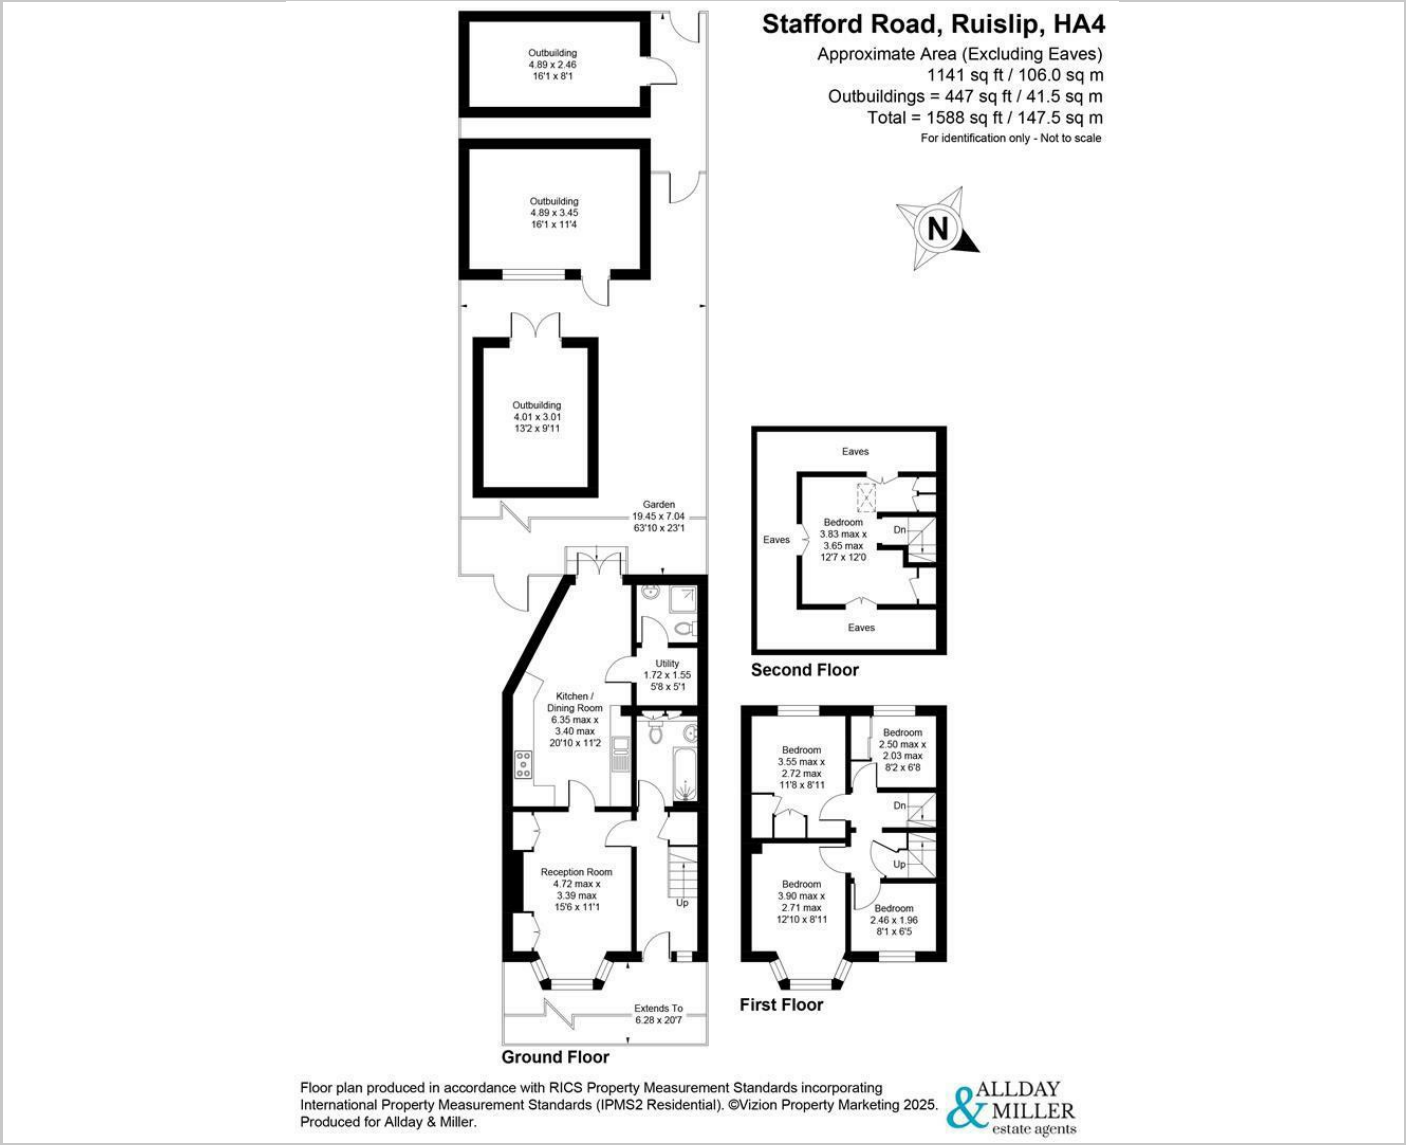 Stafford Road, Ruislip, HA4
Approximate Area (Excluding Eaves)
1141 sq ft / 106.0 sq m
Outbuildings = 447 sq ft / 41.5 sq m
Total = 1588 sq ft / 147.5 sq m
For identification only - Not to scale
N
Outbuilding
4.89 x 2.46
16'1 x 8'1
Outbuilding
4.89 x 3.45
16'1 x 11'4
Outbuilding
4.01 x 3.01
13'2 x 9'11
Garden
19.45 x 7.04
63'10 x 23'1
Utility
1.72 x 1.55
5'8 x 5'1
Kitchen /
Dining Room
6.35 max x
3.40 max
20'10 x 11'2
Reception Room
4.72 max x
3.39 max
15'6 x 11'1
Up
Extends To
6.28 x 20'7
Ground Floor
Eaves
Eaves
Bedroom
3.83 max x
3.65 max
12'7 x 12'0
Dn
Eaves
Second Floor
Bedroom
3.55 max x
2.72 max
11'8 x 8'11
Bedroom
2.50 max x
2.03 max
8'2 x 6'8
Dn
Up
Bedroom
3.90 max x
2.71 max
12'10 x 8'11
Bedroom
2.46 x 1.96
8'1 x 6'5
First Floor
Floor plan produced in accordance with RICS Property Measurement Standards incorporating
International Property Measurement Standards (IPMS2 Residential). ©Vizion Property Marketing 2025.
Produced for Allday & Miller.
ALLDAY
& MILLER
estate agents